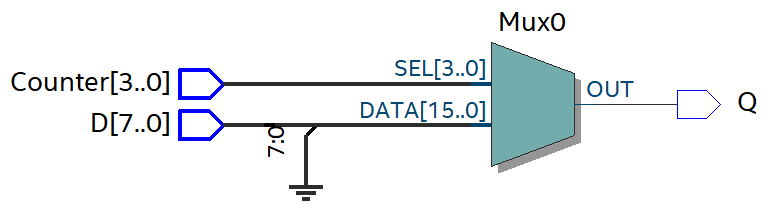 Mux0
Counter[3..0]
SEL[3..0]
OUT
Q
D[7..0]
DATA[15..0]
7:0